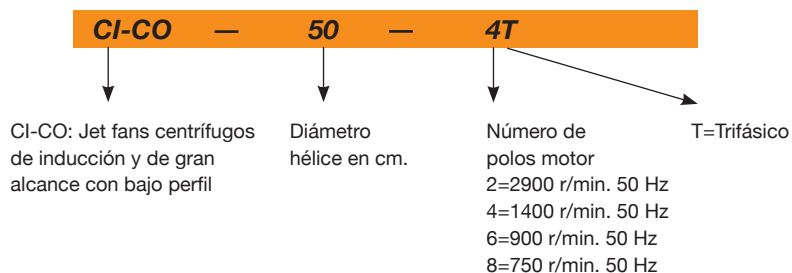 CI-CO — 50 — 4T
CI-CO: Jet fans centrífugos
de inducción y de gran
alcance con bajo perfil
Diámetro
hélice en cm.
Número de
polos motor
2=2900 r/min. 50 Hz
4=1400 r/min. 50 Hz
6=900 r/min. 50 Hz
8=750 r/min. 50 Hz
T=Trifásico